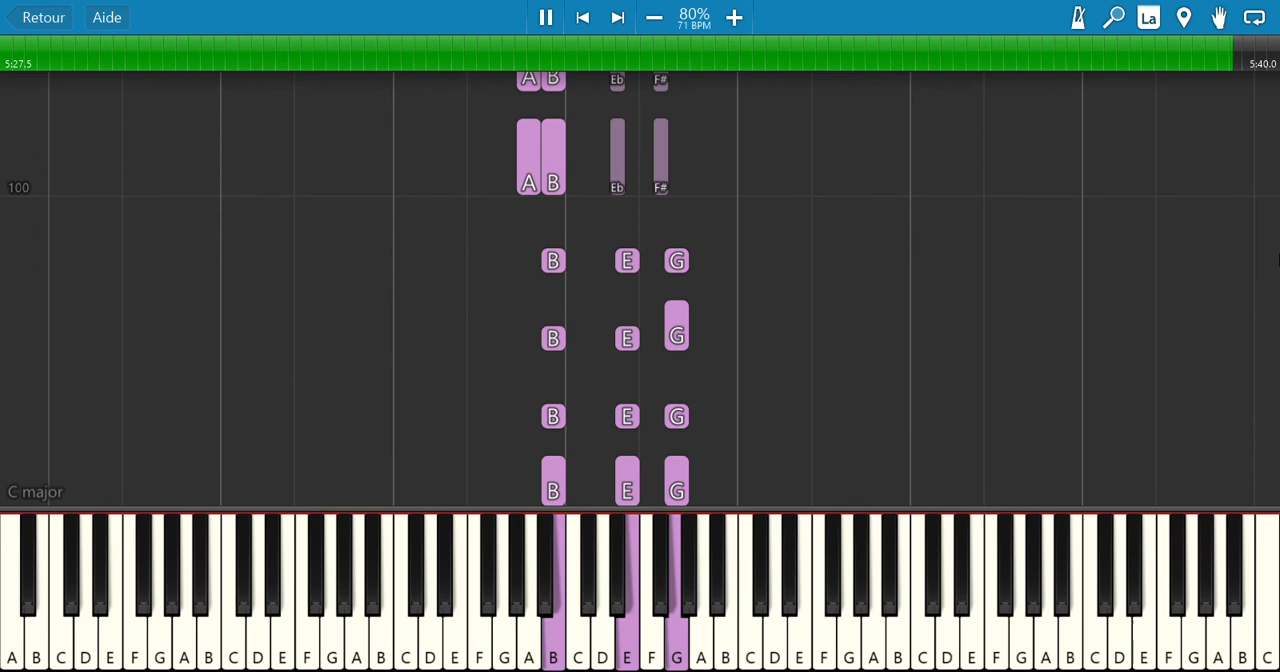 Retour Aide 80% La
71 BPM
5:27,5 5:40.0
A B Eb F#
100 A B Eb F#
B E G
B E G
B E G
C major B E G
A B C D E F G A B C D E F G A B C D E F G A B C D E F G A B C D E F G A B C D E F G A B C D E F G A B C